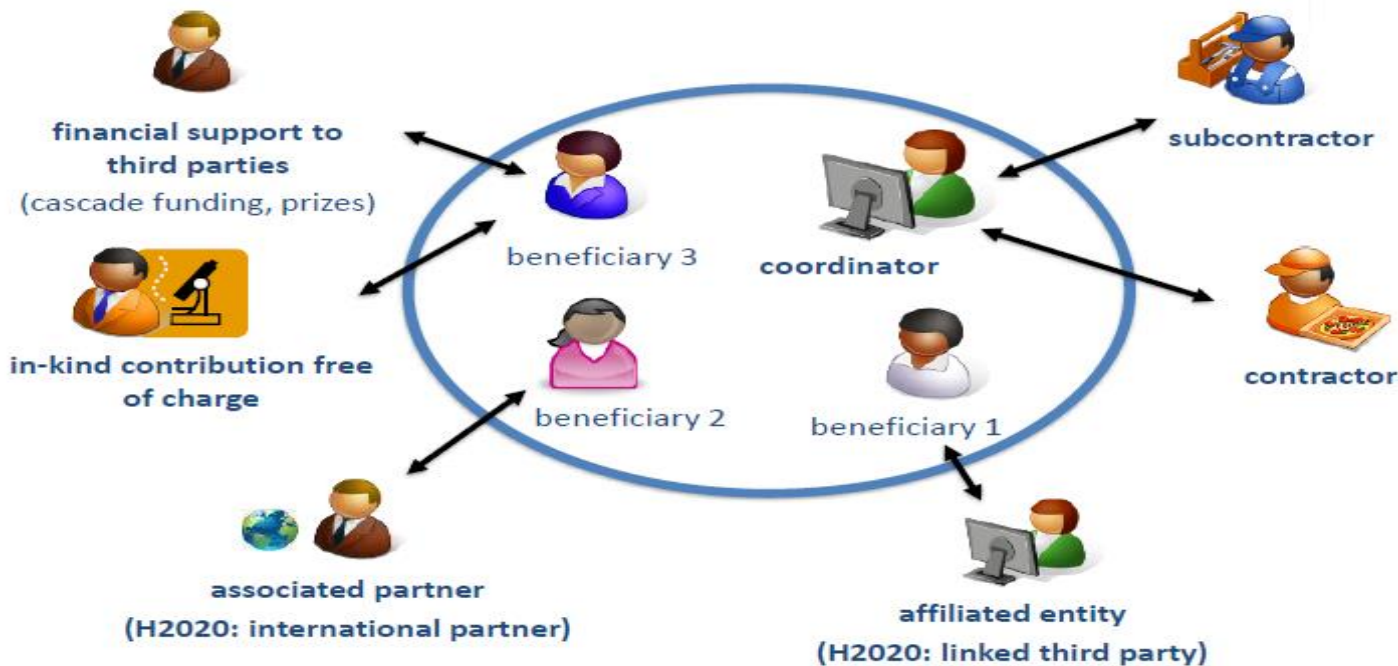 financial support to
third parties
(cascade funding, prizes)
subcontractor
beneficiary 3
coordinator
in-kind contribution free
of charge
contractor
beneficiary 2
beneficiary 1
associated partner
(H2020: international partner)
affiliated entity
(H2020: linked third party)